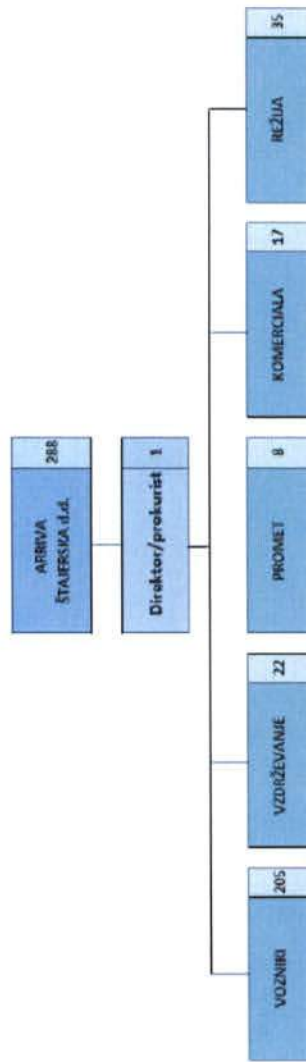 ARRIVA
ŠTAJERSKA d.d.
288
Direktor/prokurist
1
VOZNIKI
205
VZDRŽEVANJE
22
PROMET
8
KOMERCIALA
17
REŽIJA
35